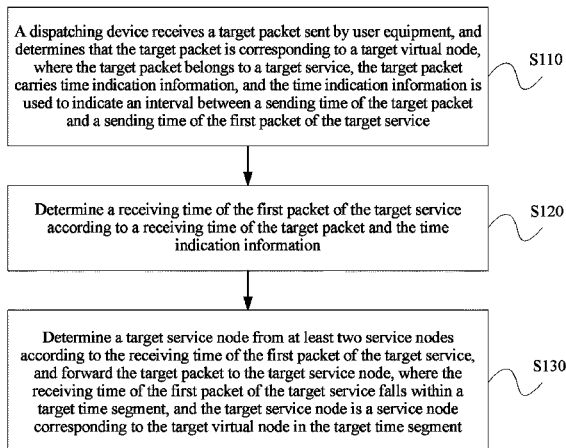 A dispatching device receives a target packet sent by user equipment, and
determines that the target packet is corresponding to a target virtual node,
where the target packet belongs to a target service, the target packet
carries time indication information, and the time indication information is
used to indicate an interval between a sending time of the target packet
and a sending time of the first packet of the target service
S110
Determine a receiving time of the first packet of the target service
according to a receiving time of the target packet and the time
indication information
S120
Determine a target service node from at least two service nodes
according to the receiving time of the first packet of the target service,
and forward the target packet to the target service node, where the
receiving time of the first packet of the target service falls within a
target time segment, and the target service node is a service node
corresponding to the target virtual node in the target time segment
S130